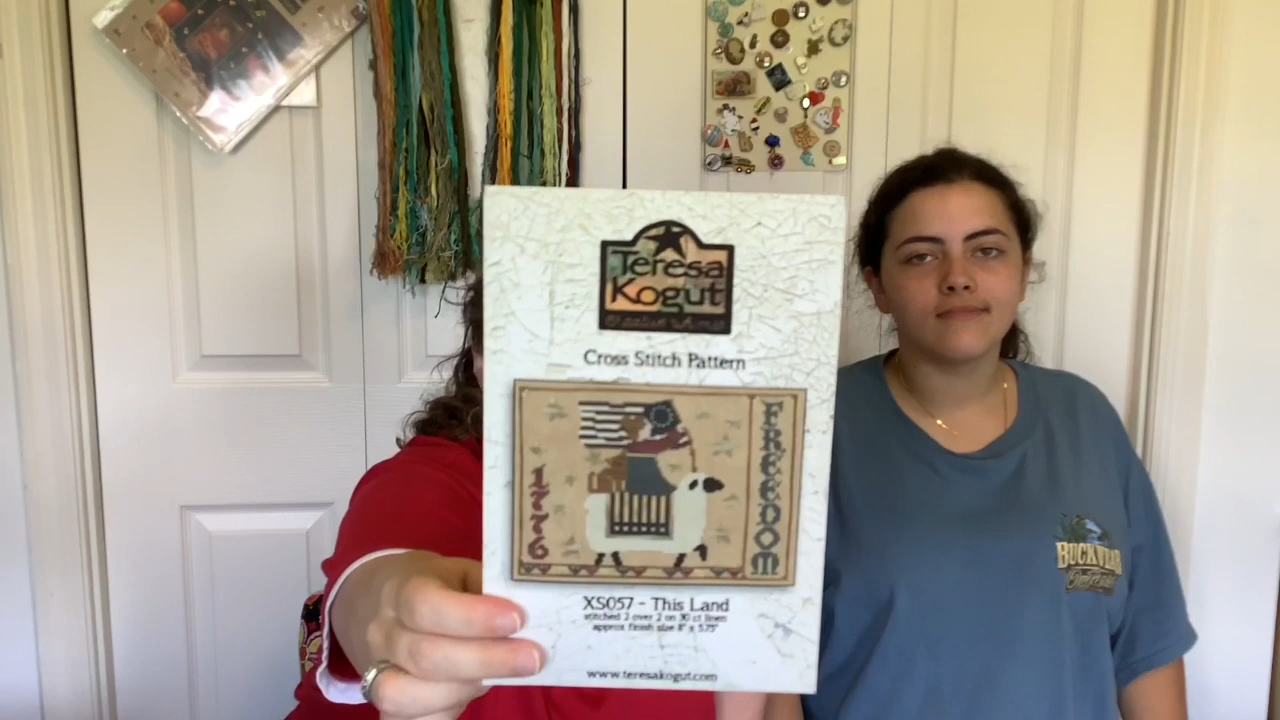 Teresa
Kogut
Cross Stitch Pattern
1776
FREEDOM
XS057 - This Land
stitched 2 over 2 on 30 ct linen
approx finish size 8" x 5.75"
www.teresakogut.com
BUCKWEAR